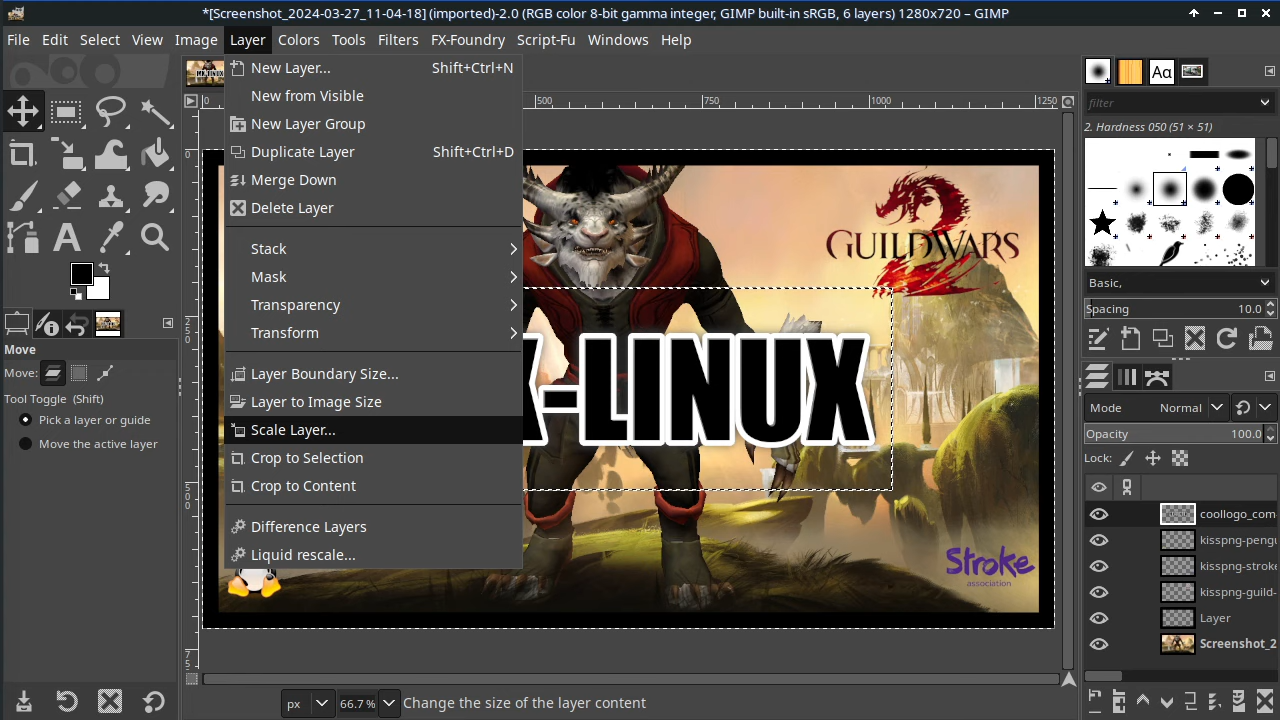 *[Screenshot_2024-03-27_11-04-18] (imported)-2.0 (RGB color 8-bit gamma integer, GIMP built-in sRGB, 6 layers) 1280x720 – GIMP
File Edit Select View Image Layer Colors Tools Filters FX-Foundry Script-Fu Windows Help
New Layer... Shift+Ctrl+N
New from Visible
New Layer Group
Duplicate Layer Shift+Ctrl+D
Merge Down
Delete Layer
Stack
Mask
Transparency
Transform
Layer Boundary Size...
Layer to Image Size
Scale Layer...
Crop to Selection
Crop to Content
Difference Layers
Liquid rescale...
0 500 750 1000 1250
0
250
500
75
Move
Move:
Tool Toggle (Shift)
Pick a layer or guide
Move the active layer
GUILDWARS
2
-LINUX
Stroke
association
px 66.7 % Change the size of the layer content
Aa
filter
2. Hardness 050 (51 × 51)
Basic,
Spacing 10.0
Mode Normal
Opacity 100.0
Lock:
coollogo_com
kisspng-pengu
kisspng-stroke
kisspng-guild-
Layer
Screenshot_2